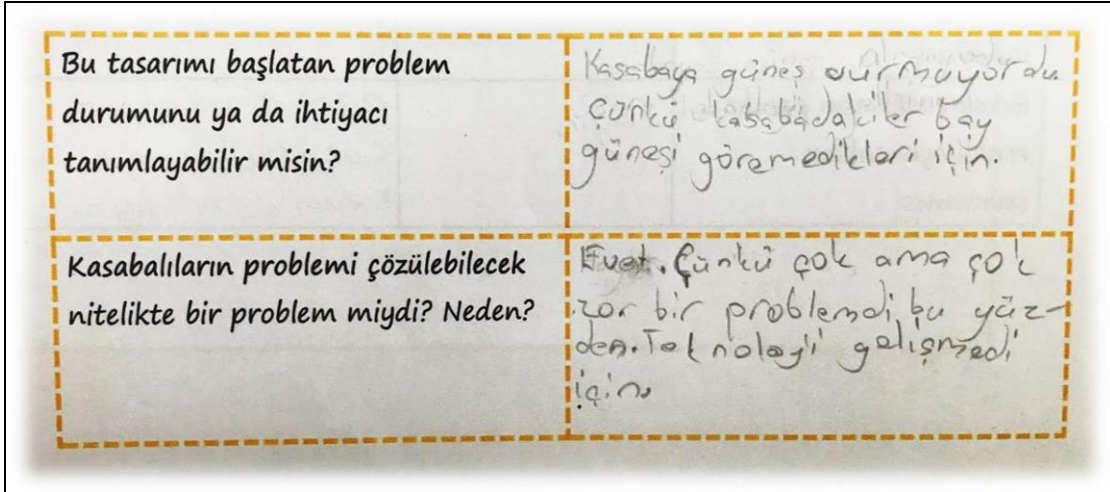 Bu tasarımı başlatan problem
durumunu ya da ihtiyacı
tanımlayabilir misin?
Kasabaya güneş vurmuyordu
çünkü kasabadakiler bay
güneşi göremedikleri için.
Kasabalıların problemi çözülebilecek
nitelikte bir problem miydi? Neden?
Evet. Çünkü çok ama çok
zor bir problemdi bu yüz-
den. Teknoloyi gelişmedi
için.